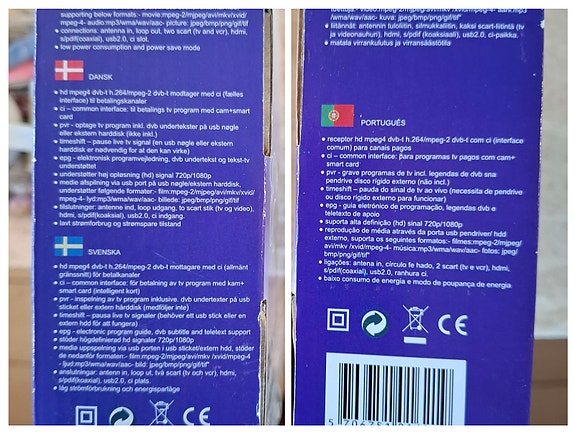 supporting below formats:- movie:mpeg-2/mpeg/avi/mkv/xvid/
mpeg-4- audio:mp3/wma/wav/aac- picture: jpeg/bmp/png/gif/tif"
• connections: antenna in, loop out, two scart (tv and vcr), hdmi,
s/pdif(coaxial), usb2.0, ci slot.
• low power consumption and power save mode
DANSK
• hd mpeg4 dvb-t h.264/mpeg-2 dvb-t modtager med ci (fælles
interface) til betalingskanaler
• ci – common interface: til betalings tv program med cam+smart
card
• pvr - optage tv program inkl. dvb undertekster på usb nøgle
eller ekstern harddisk (ikke inkl.)
• timeshift – pause live tv signal (en usb nøgle eller ekstern
harddisk er nødvendig for at den kan virke)
• epg - elektronisk programvejledning, dvb undertekst og tekst-tv
understøttet
• understøtter høj opløsning (hd) signal 720p/1080p
• media afspilning via usb port på usb nøgle/ekstern harddisk,
understøtter følgende formater:- film:mpeg-2/mpeg/avi/mkv/xvid/
mpeg-4- lyd:mp3/wma/wav/aac- billede: jpeg/bmp/png/gif/tif"
• tilslutninger: antenne ind, loop udgang, to scart stik (tv og video),
hdmi, s/pdif(koaxial), usb2.0, ci indgang
• lavt strømforbrug og strømspare tilstand
SVENSKA
• hd mpeg4 dvb-t h.264/mpeg-2 dvb-t mottagare med ci (allmänt
gränssnitt) för betalkanaler
• ci – common interface: för betalning av tv program med kam+
smart card (intelligent kort)
• pvr - inspelning av tv program inklusive. dvb undertexter på usb
sticket eller extern hårddisk (medföljer inte)
• timeshift – pausa live tv signaler (behöver ett usb stick eller en
extern hdd för att fungera)
• epg - electronic program guide, dvb subtitle and teletext support
• stöder högdefinierad hd signaler 720p/1080p
• media uppspelning via usb porten i usb sticket/extern hdd, stöder
de nedanför formater:- film:mpeg-2/mpeg/avi/mkv /xvid/mpeg-4
- ljud:mp3/wma/wav/aac- bild: jpeg/bmp/png/gif/tif"
• anslutningar: antenn in, loop ut, två scart (tv och vcr), hdmi,
s/pdif(coaxial), usb2.0, ci plats.
• låg strömförbrukning och energisparläge
CE
/wma/wav/aac- kuva: jpeg/bmp/png/gif/tif"
• liitännät: antennin tuloliitin, silmukkaliitin, kaksi scart-liitintä (tv
ja videonauhuri), hdmi, s/pdif (koaksiaali), usb2.0, ci-paikka.
• matala virrankulutus ja virransäästötila
PORTUGUÊS
• receptor hd mpeg4 dvb-t h.264/mpeg-2 dvb-t com ci (interface
comum) para canais pagos
• ci – common interface: para programas tv pagos com cam+
smart card
• pvr - grave programas de tv incl. legendas de dvb sna
pendrive disco rígido externo (não incl.)
• timeshift – pauda do sinal de tv ao vivo (necessita de pendrive
ou disco rígido externo para funcionar)
• epg - guia eletrónico de programação, legendas dvb e
teletexto de apoio
• suporta alta definição (hd) sinal 720p/1080p
• reprodução de média através da porta usb pendriver/ hdd
externo, suporta os seguintes formatos:- filmes:mpeg-2/mpeg/
avi/mkv /xvid/mpeg-4 - música:mp3/wma/wav/aac- fotos: jpeg/
bmp/png/gif/tif"
• ligações: antena in, círculo fe hado, 2 scart (tv e vcr), hdmi,
s/pdif(coaxial), usb2.0, ranhura ci.
• baixo consumo de energia e modo de poupança de energia
CE